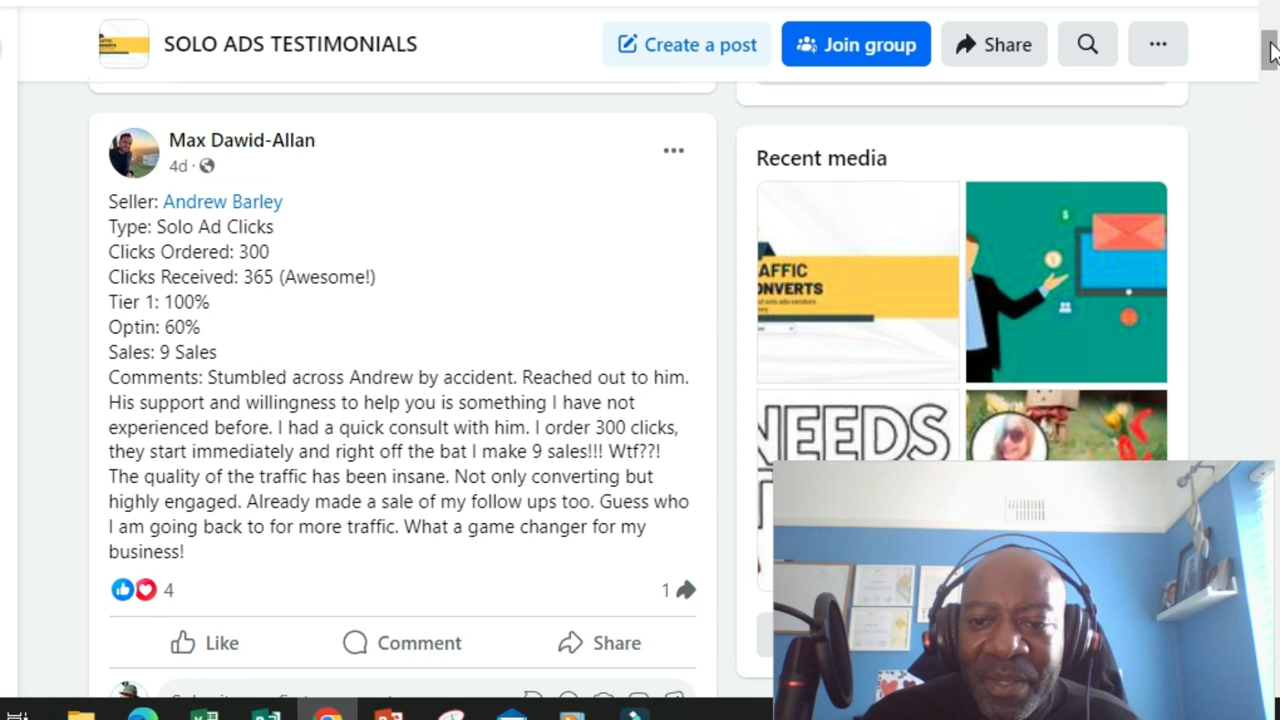 SOLO ADS TESTIMONIALS
Create a post
Join group
Share
Max Dawid-Allan
4d ·
Seller: Andrew Barley
Type: Solo Ad Clicks
Clicks Ordered: 300
Clicks Received: 365 (Awesome!)
Tier 1: 100%
Optin: 60%
Sales: 9 Sales
Comments: Stumbled across Andrew by accident. Reached out to him.
His support and willingness to help you is something I have not
experienced before. I had a quick consult with him. I order 300 clicks,
they start immediately and right off the bat I make 9 sales!!! Wtf??!
The quality of the traffic has been insane. Not only converting but
highly engaged. Already made a sale of my follow ups too. Guess who
I am going back to for more traffic. What a game changer for my
business!
4
1
Like
Comment
Share
Recent media
AFFIC
ONVERTS
NEEDS